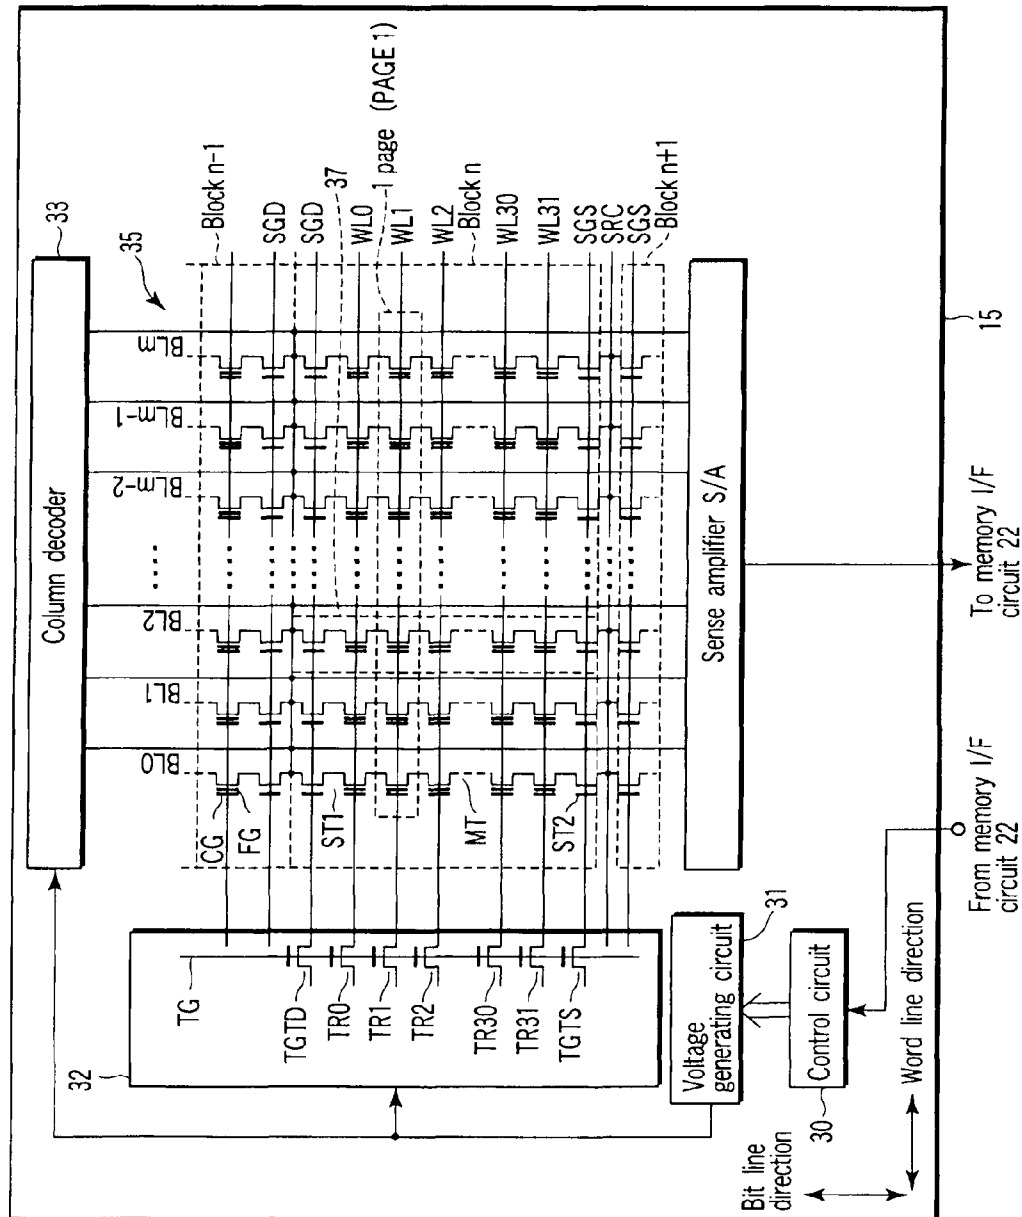 Column decoder
33
35
BL0
BL1
BL2
....
BLm-2
BLm-1
BLm
Block n-1
SGD
SGD
37
WL0
1 page (PAGE 1)
WL1
WL2
Block n
WL30
WL31
SGS
SRC
SGS
Block n+1
CG
FG
ST1
MT
ST2
32
TG
TGTD
TR0
TR1
TR2
TR30
TR31
TGTS
Sense amplifier S/A
Voltage
generating circuit
31
Control circuit
30
15
Bit line
direction
Word line direction
From memory I/F
circuit 22
To memory I/F
circuit 22